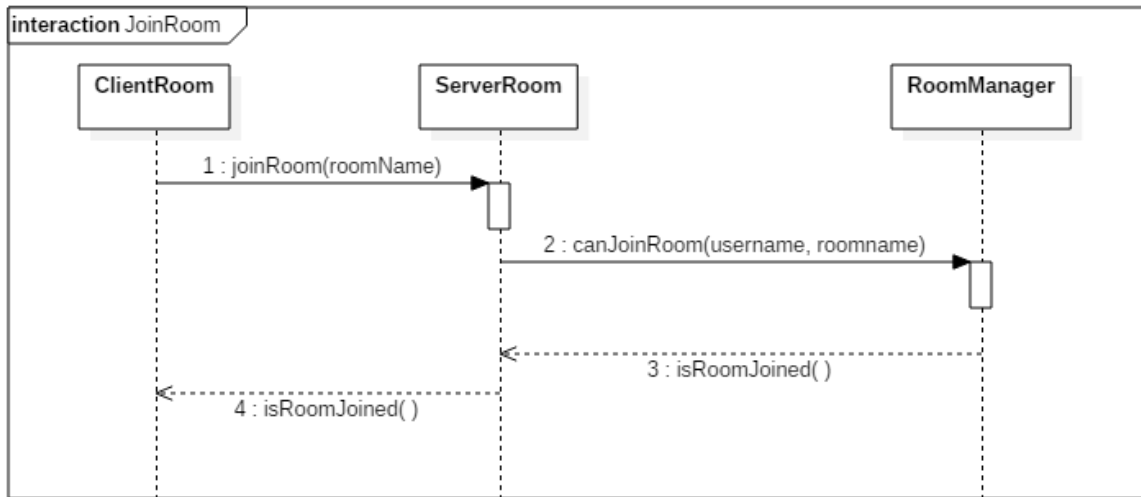 interaction JoinRoom
ClientRoom
ServerRoom
RoomManager
1 : joinRoom(roomName)
2 : canJoinRoom(username, roomname)
3 : isRoomJoined( )
4 : isRoomJoined( )